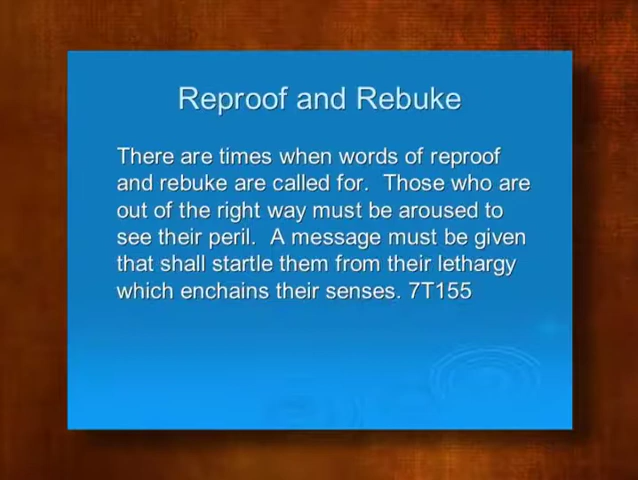 Reproof and Rebuke
There are times when words of reproof
and rebuke are called for.  Those who are
out of the right way must be aroused to
see their peril.  A message must be given
that shall startle them from their lethargy
which enchains their senses. 7T155